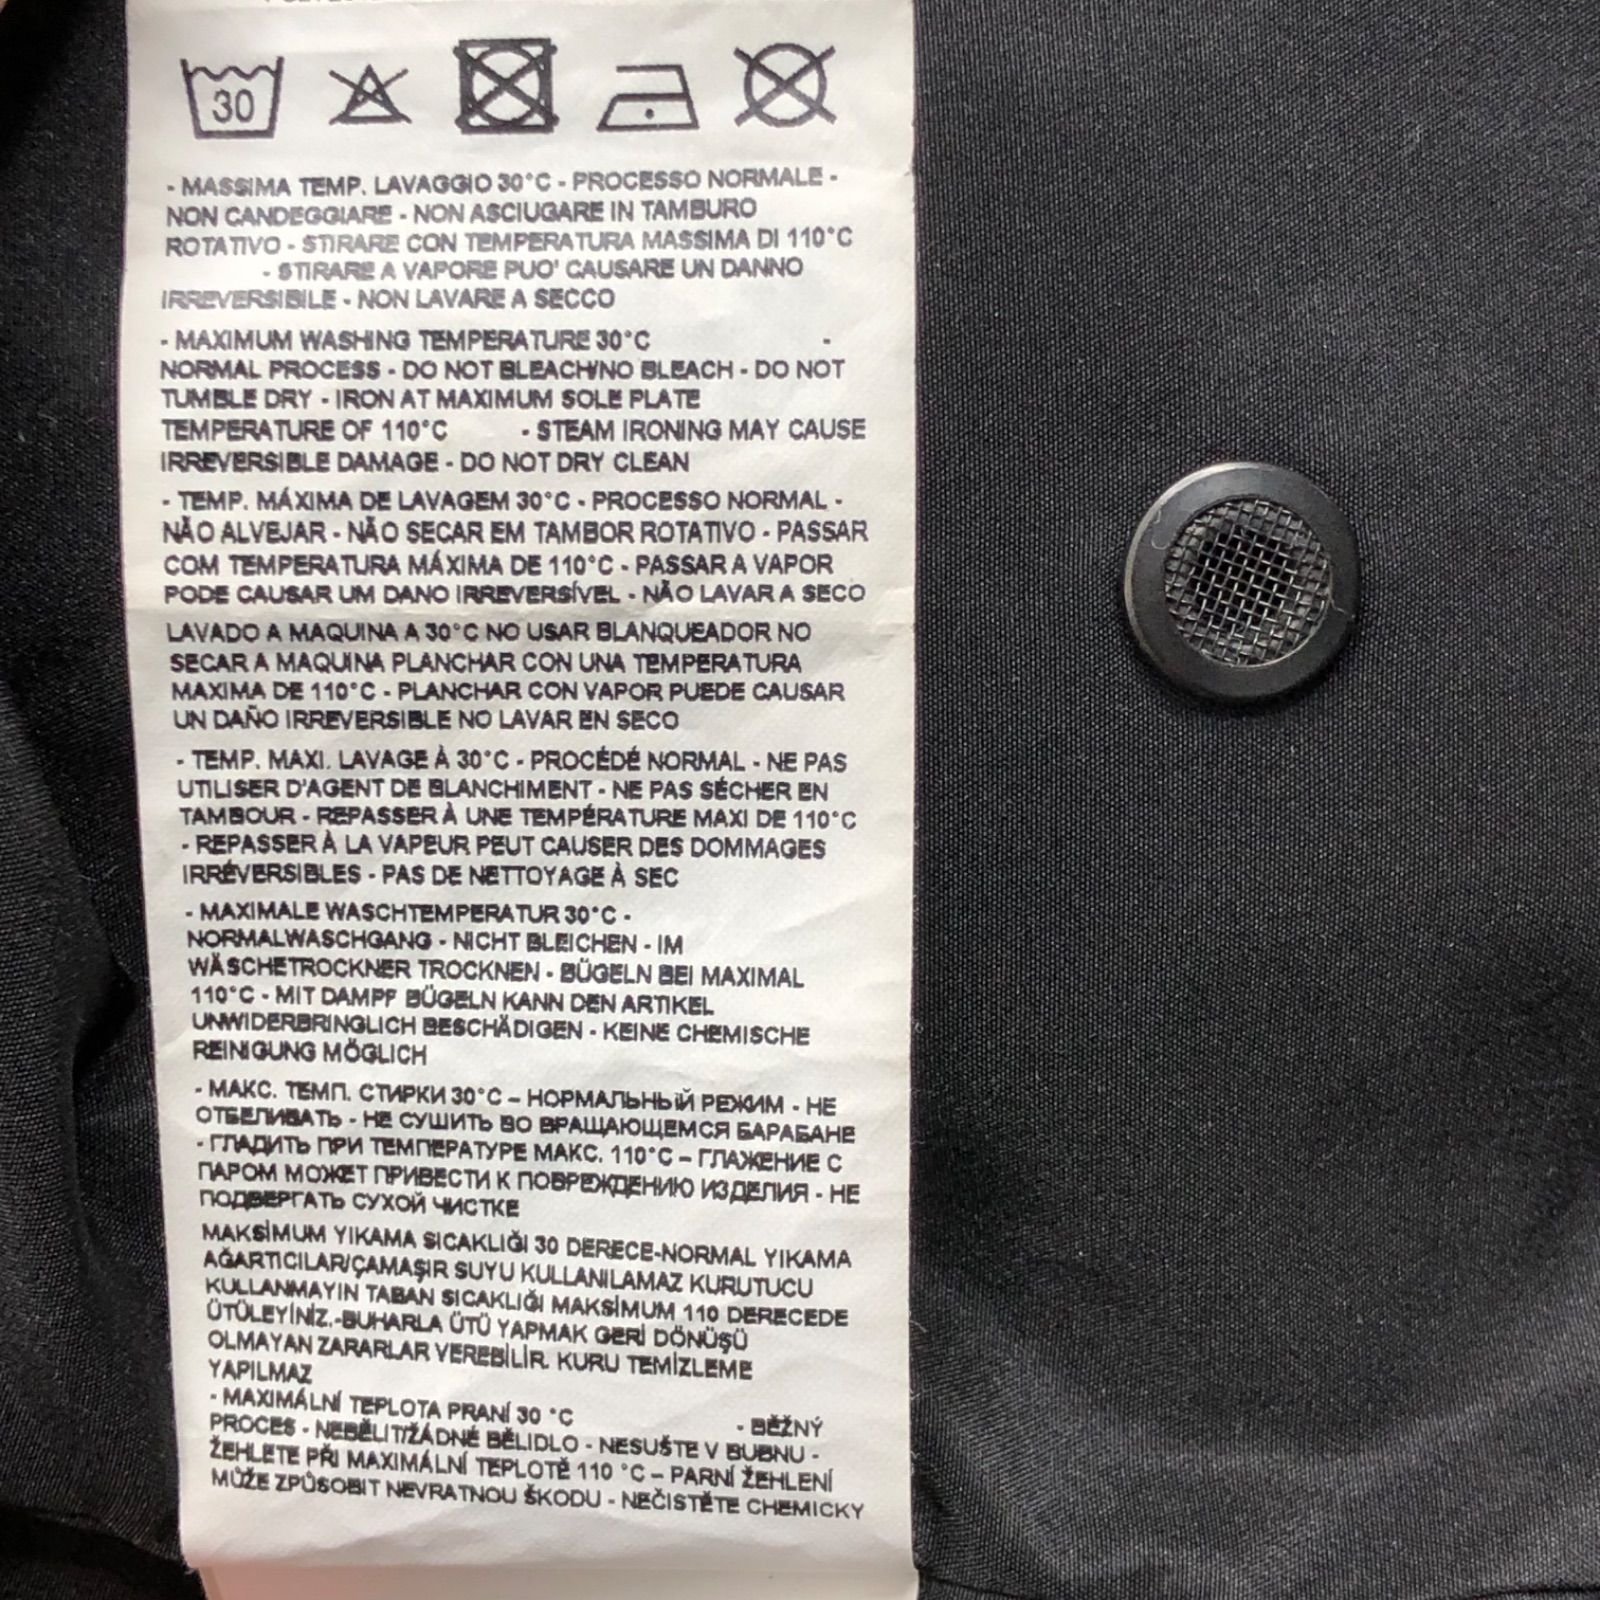 30
- MASSIMA TEMP. LAVAGGIO 30°C - PROCESSO NORMALE -
NON CANDEGGIARE - NON ASCIUGARE IN TAMBURO
ROTATIVO - STIRARE CON TEMPERATURA MASSIMA DI 110°C
- STIRARE A VAPORE PUO' CAUSARE UN DANNO
IRREVERSIBILE - NON LAVARE A SECCO
- MAXIMUM WASHING TEMPERATURE 30°C -
NORMAL PROCESS - DO NOT BLEACH/NO BLEACH - DO NOT
TUMBLE DRY - IRON AT MAXIMUM SOLE PLATE
TEMPERATURE OF 110°C - STEAM IRONING MAY CAUSE
IRREVERSIBLE DAMAGE - DO NOT DRY CLEAN
- TEMP. MÁXIMA DE LAVAGEM 30°C - PROCESSO NORMAL -
NÃO ALVEJAR - NÃO SECAR EM TAMBOR ROTATIVO - PASSAR
COM TEMPERATURA MÁXIMA DE 110°C - PASSAR A VAPOR
PODE CAUSAR UM DANO IRREVERSÍVEL - NÃO LAVAR A SECO
LAVADO A MAQUINA A 30°C NO USAR BLANQUEADOR NO
SECAR A MAQUINA PLANCHAR CON UNA TEMPERATURA
MAXIMA DE 110°C - PLANCHAR CON VAPOR PUEDE CAUSAR
UN DAÑO IRREVERSIBLE NO LAVAR EN SECO
- TEMP. MAXI. LAVAGE À 30°C - PROCÉDÉ NORMAL - NE PAS
UTILISER D'AGENT DE BLANCHIMENT - NE PAS SÉCHER EN
TAMBOUR - REPASSER À UNE TEMPÉRATURE MAXI DE 110°C
- REPASSER À LA VAPEUR PEUT CAUSER DES DOMMAGES
IRRÉVERSIBLES - PAS DE NETTOYAGE À SEC
- MAXIMALE WASCHTEMPERATUR 30°C -
NORMALWASCHGANG - NICHT BLEICHEN - IM
WÄSCHETROCKNER TROCKNEN - BÜGELN BEI MAXIMAL
110°C - MIT DAMPF BÜGELN KANN DEN ARTIKEL
UNWIDERBRINGLICH BESCHÄDIGEN - KEINE CHEMISCHE
REINIGUNG MÖGLICH
- МАКС. ТЕМП. СТИРКИ 30°C – НОРМАЛЬНЫЙ РЕЖИМ - НЕ
ОТБЕЛИВАТЬ - НЕ СУШИТЬ ВО ВРАЩАЮЩЕМСЯ БАРАБАНЕ
- ГЛАДИТЬ ПРИ ТЕМПЕРАТУРЕ МАКС. 110°C – ГЛАЖЕНИЕ С
ПАРОМ МОЖЕТ ПРИВЕСТИ К ПОВРЕЖДЕНИЮ ИЗДЕЛИЯ - НЕ
ПОДВЕРГАТЬ СУХОЙ ЧИСТКЕ
MAKSİMUM YIKAMA SICAKLIĞI 30 DERECE-NORMAL YIKAMA
AĞARTICILAR/ÇAMAŞIR SUYU KULLANILAMAZ KURUTUCU
KULLANMAYIN TABAN SICAKLIĞI MAKSİMUM 110 DERECEDE
ÜTÜLEYİNİZ.-BUHARLA ÜTÜ YAPMAK GERİ DÖNÜŞÜ
OLMAYAN ZARARLAR VEREBİLİR. KURU TEMİZLEME
YAPILMAZ
- MAXIMÁLNÍ TEPLOTA PRANÍ 30 °C - BĚŽNÝ
PROCES - NEBĚLIT/ŽÁDNÉ BĚLIDLO - NESUŠTE V BUBNU -
ŽEHLETE PŘI MAXIMÁLNÍ TEPLOTĚ 110 °C – PARNÍ ŽEHLENÍ
MŮŽE ZPŮSOBIT NEVRATNOU ŠKODU - NEČISTĚTE CHEMICKY